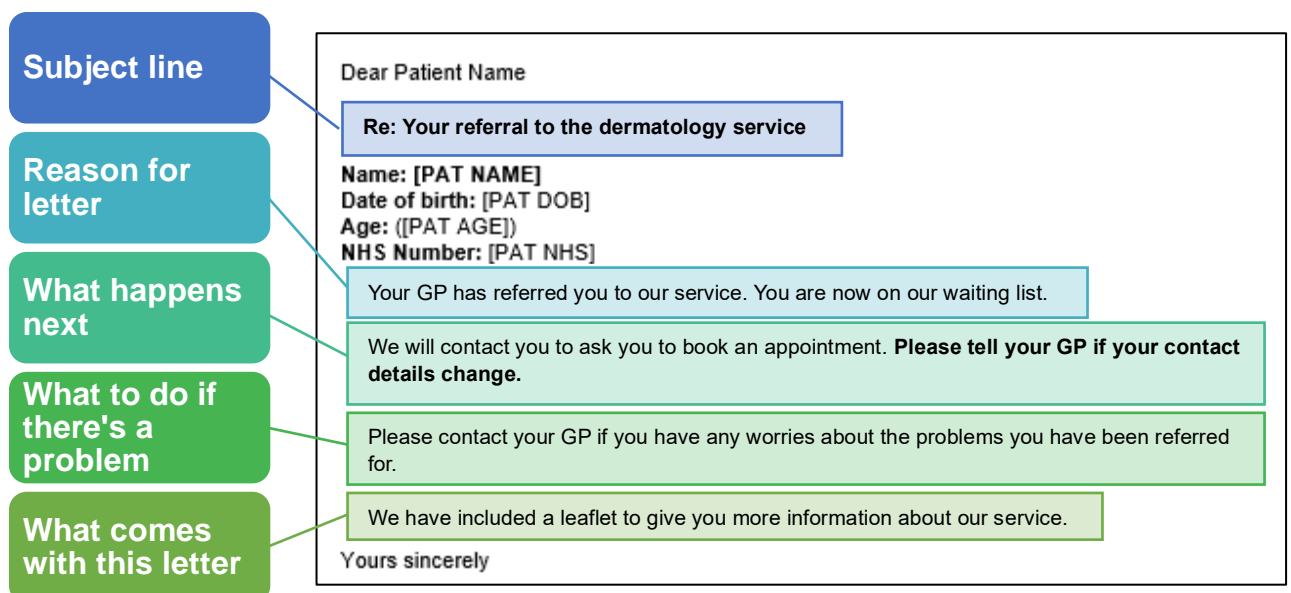 Subject line
Reason for
letter
What happens
next
What to do if
there's a
problem
What comes
with this letter
Dear Patient Name
Re: Your referral to the dermatology service
Name: [PAT NAME]
Date of birth: [PAT DOB]
Age: ([PAT AGE])
NHS Number: [PAT NHS]
Your GP has referred you to our service. You are now on our waiting list.
We will contact you to ask you to book an appointment. Please tell your GP if your contact
details change.
Please contact your GP if you have any worries about the problems you have been referred
for.
We have included a leaflet to give you more information about our service.
Yours sincerely